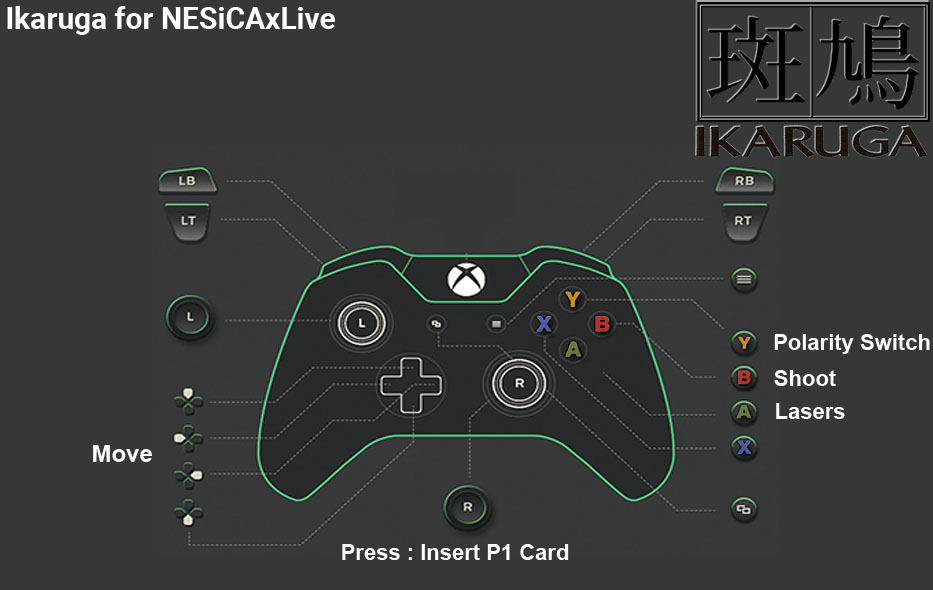 Ikaruga for NESiCAxLive
斑鳩
IKARUGA
LB
RB
LT
RT
L
L
Y
X
B
A
R
Y Polarity Switch
B Shoot
A Lasers
X
Move
R
Press : Insert P1 Card